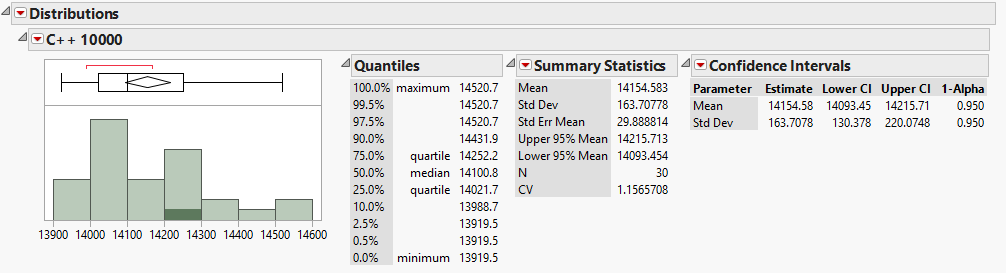 Distributions
C++ 10000
13900 14000 14100 14200 14300 14400 14500 14600
Quantiles
100.0% maximum 14520.7
99.5% 14520.7
97.5% 14520.7
90.0% 14431.9
75.0% quartile 14252.2
50.0% median 14100.8
25.0% quartile 14021.7
10.0% 13988.7
2.5% 13919.5
0.5% 13919.5
0.0% minimum 13919.5
Summary Statistics
Mean 14154.583
Std Dev 163.70778
Std Err Mean 29.888814
Upper 95% Mean 14215.713
Lower 95% Mean 14093.454
N 30
CV 1.1565708
Confidence Intervals
Parameter Estimate Lower CI Upper CI 1-Alpha
Mean 14154.58 14093.45 14215.71 0.950
Std Dev 163.7078 130.378 220.0748 0.950